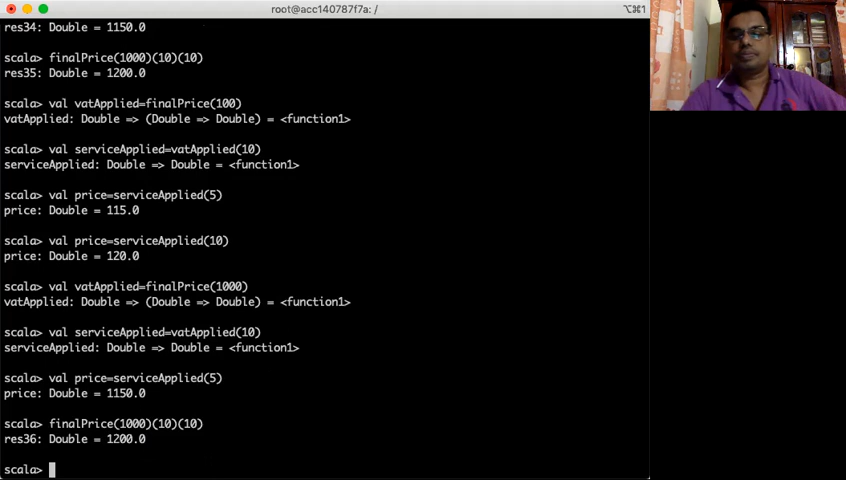 root@acc140787f7a: /
⌥⌘1
res34: Double = 1150.0
scala> finalPrice(1000)(10)(10)
res35: Double = 1200.0
scala> val vatApplied=finalPrice(100)
vatApplied: Double => (Double => Double) = <function1>
scala> val serviceApplied=vatApplied(10)
serviceApplied: Double => Double = <function1>
scala> val price=serviceApplied(5)
price: Double = 115.0
scala> val price=serviceApplied(10)
price: Double = 120.0
scala> val vatApplied=finalPrice(1000)
vatApplied: Double => (Double => Double) = <function1>
scala> val serviceApplied=vatApplied(10)
serviceApplied: Double => Double = <function1>
scala> val price=serviceApplied(5)
price: Double = 1150.0
scala> finalPrice(1000)(10)(10)
res36: Double = 1200.0
scala>